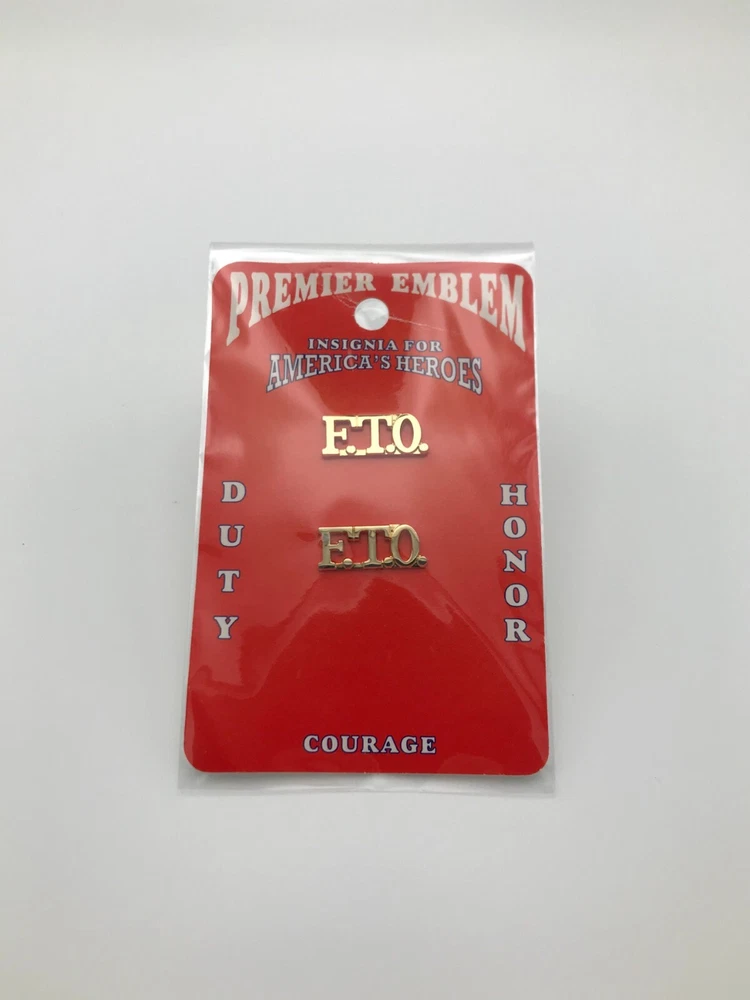 PREMIER EMBLEM
INSIGNIA FOR
AMERICA'S HEROES
F.T.O.
F.T.O.
DUTY
HONOR
COURAGE